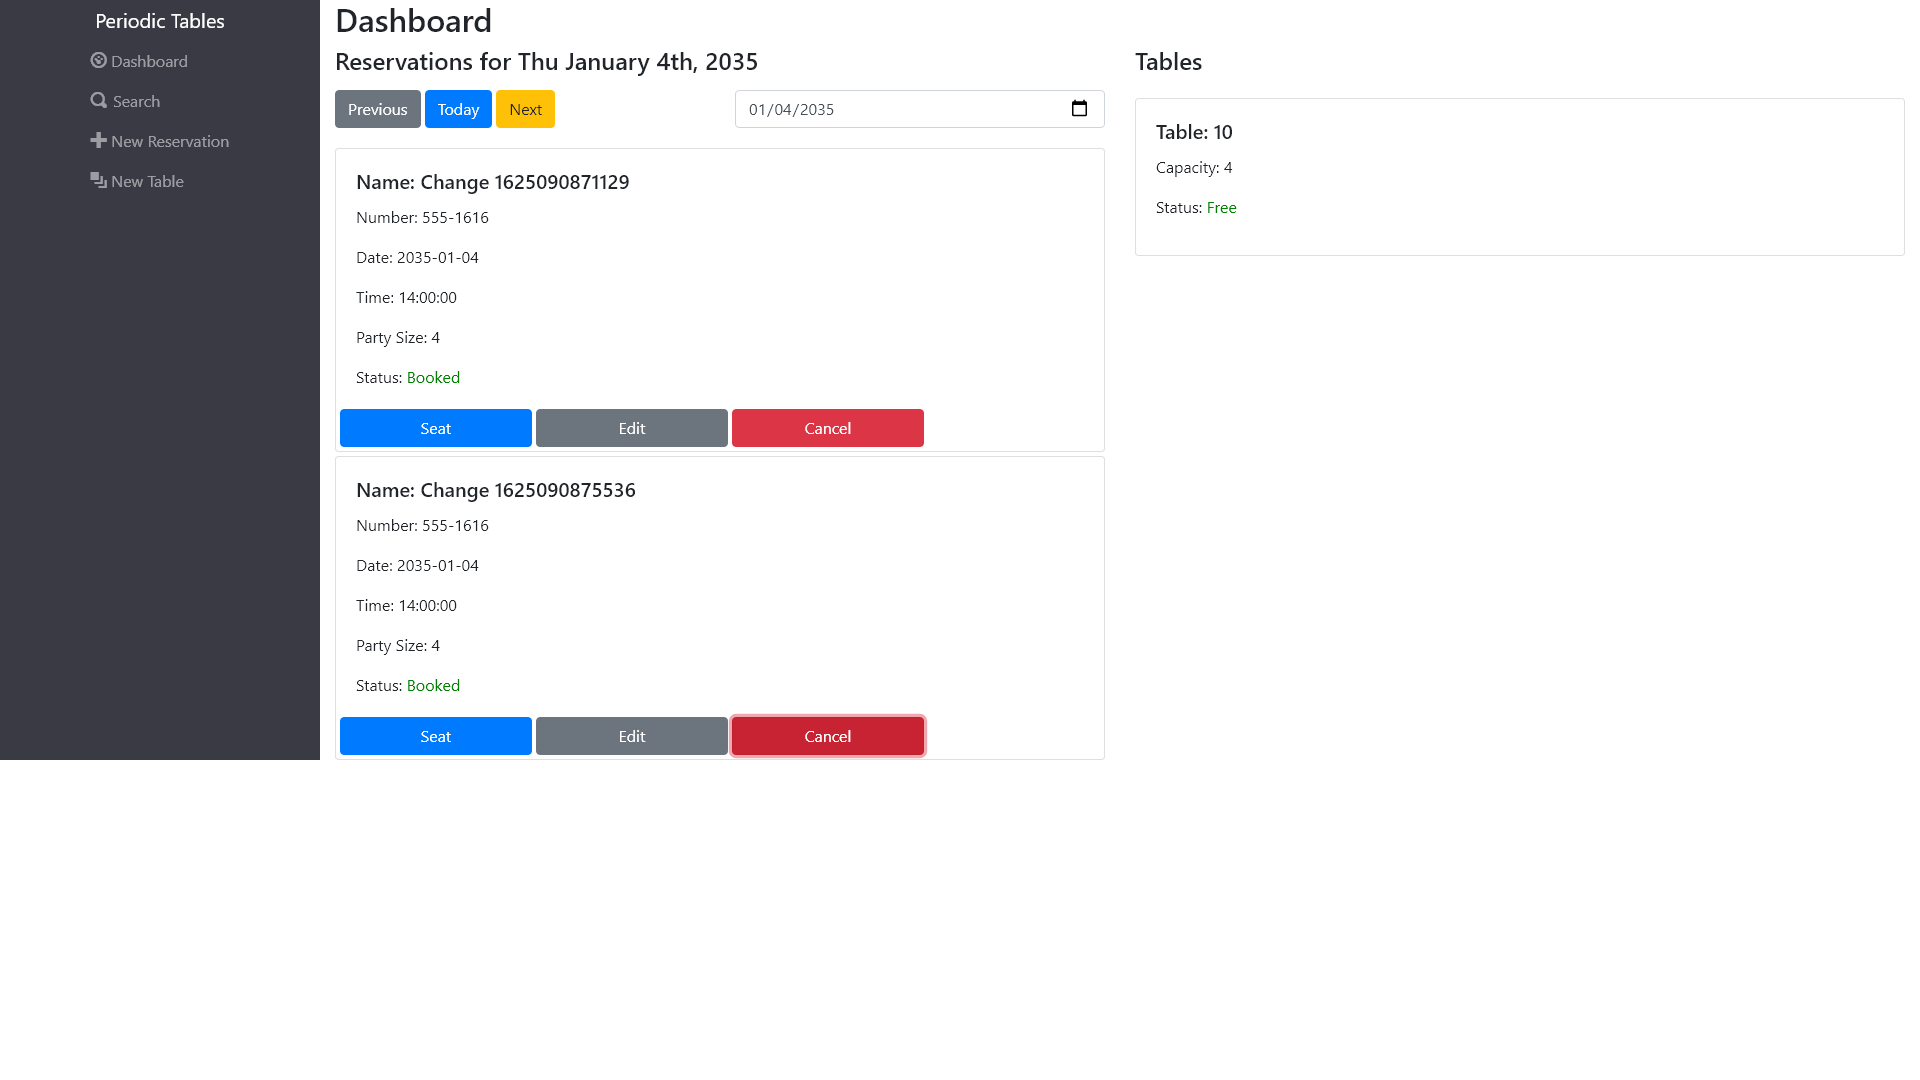 Periodic Tables
Dashboard
Search
New Reservation
New Table
Dashboard
Reservations for Thu January 4th, 2035
Previous
Today
Next
01/04/2035
Name: Change 1625090871129
Number: 555-1616
Date: 2035-01-04
Time: 14:00:00
Party Size: 4
Status: Booked
Seat
Edit
Cancel
Name: Change 1625090875536
Number: 555-1616
Date: 2035-01-04
Time: 14:00:00
Party Size: 4
Status: Booked
Seat
Edit
Cancel
Tables
Table: 10
Capacity: 4
Status: Free